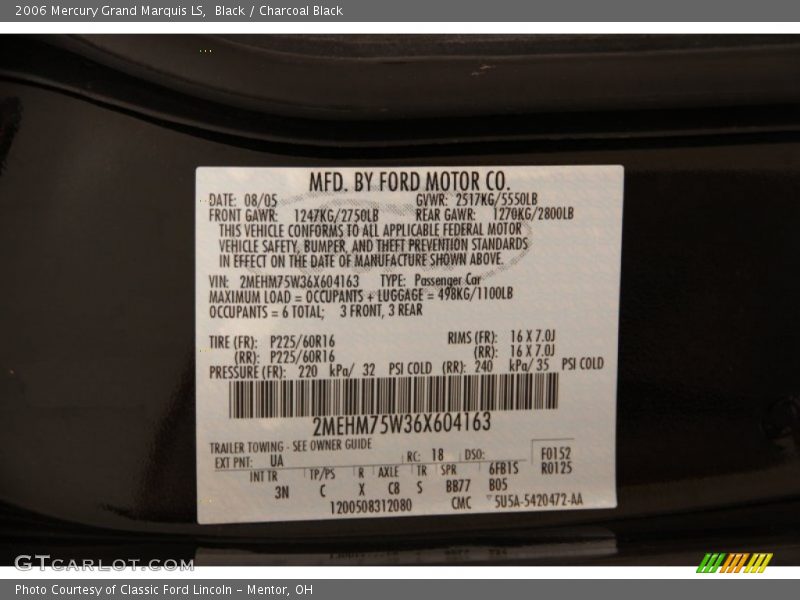 2006 Mercury Grand Marquis LS,  Black / Charcoal Black
MFD. BY FORD MOTOR CO.
DATE: 08/05 GVWR: 2517KG/5550LB
FRONT GAWR: 1247KG/2750LB REAR GAWR: 1270KG/2800LB
THIS VEHICLE CONFORMS TO ALL APPLICABLE FEDERAL MOTOR
VEHICLE SAFETY, BUMPER, AND THEFT PREVENTION STANDARDS
IN EFFECT ON THE DATE OF MANUFACTURE SHOWN ABOVE.
VIN: 2MEHM75W36X604163 TYPE: Passenger Car
MAXIMUM LOAD = OCCUPANTS + LUGGAGE = 498KG/1100LB
OCCUPANTS = 6 TOTAL; 3 FRONT, 3 REAR
TIRE (FR): P225/60R16 RIMS (FR): 16 X 7.0J
(RR): P225/60R16 (RR): 16 X 7.0J
PRESSURE (FR): 220 kPa/ 32 PSI COLD (RR): 240 kPa/ 35 PSI COLD
2MEHM75W36X604163
TRAILER TOWING - SEE OWNER GUIDE
EXT PNT: UA RC: 18 DSO: F0152
R0125
INT TR TP/PS R AXLE TR SPR 6FB1S
3N C X C8 S BB77 B05
1200508312080 CMC 5U5A-5420472-AA
GTCarLot.com
Photo Courtesy of Classic Ford Lincoln - Mentor, OH